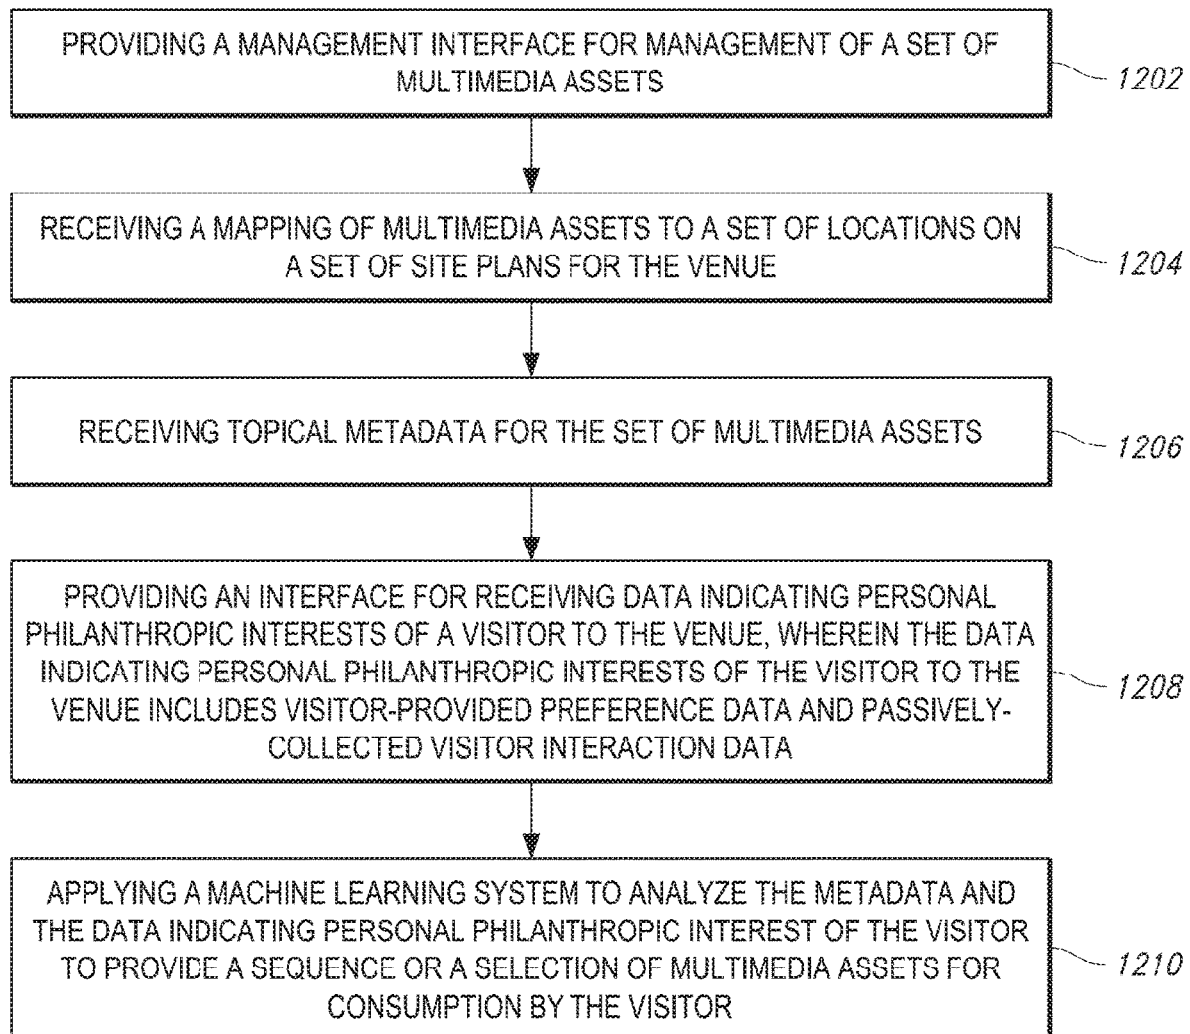 PROVIDING A MANAGEMENT INTERFACE FOR MANAGEMENT OF A SET OF
MULTIMEDIA ASSETS
1202
RECEIVING A MAPPING OF MULTIMEDIA ASSETS TO A SET OF LOCATIONS ON
A SET OF SITE PLANS FOR THE VENUE
1204
RECEIVING TOPICAL METADATA FOR THE SET OF MULTIMEDIA ASSETS
1206
PROVIDING AN INTERFACE FOR RECEIVING DATA INDICATING PERSONAL
PHILANTHROPIC INTERESTS OF A VISITOR TO THE VENUE, WHEREIN THE DATA
INDICATING PERSONAL PHILANTHROPIC INTERESTS OF THE VISITOR TO THE
VENUE INCLUDES VISITOR-PROVIDED PREFERENCE DATA AND PASSIVELY-
COLLECTED VISITOR INTERACTION DATA
1208
APPLYING A MACHINE LEARNING SYSTEM TO ANALYZE THE METADATA AND
THE DATA INDICATING PERSONAL PHILANTHROPIC INTEREST OF THE VISITOR
TO PROVIDE A SEQUENCE OR A SELECTION OF MULTIMEDIA ASSETS FOR
CONSUMPTION BY THE VISITOR
1210